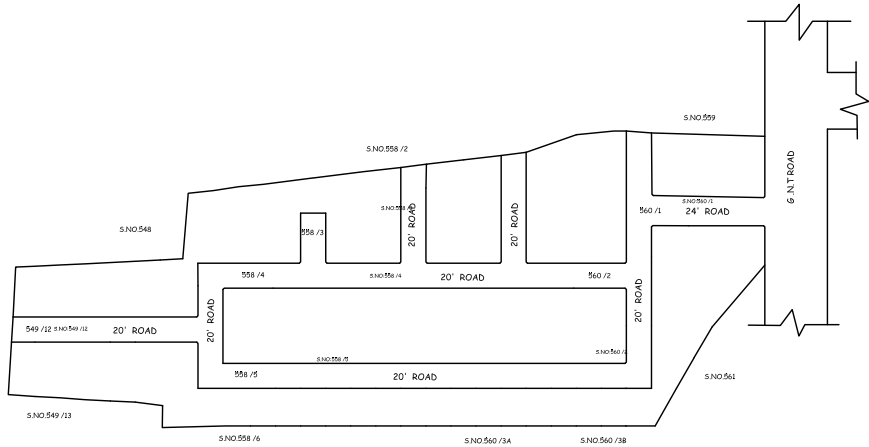 S.NO.559
S.NO.558 /2
G .N.T ROAD
S.NO.560 /1
560 /1
24' ROAD
20' ROAD
20' ROAD
S.NO.548
558 /3
558 /4
S.NO.558 /4
20' ROAD
560 /2
20' ROAD
20' ROAD
549 /12
S.NO.549 /12
20' ROAD
S.NO.558 /5
558 /5
20' ROAD
S.NO.561
S.NO.549 /13
S.NO.558 /6
S.NO.560 /3A
S.NO.560 /3B